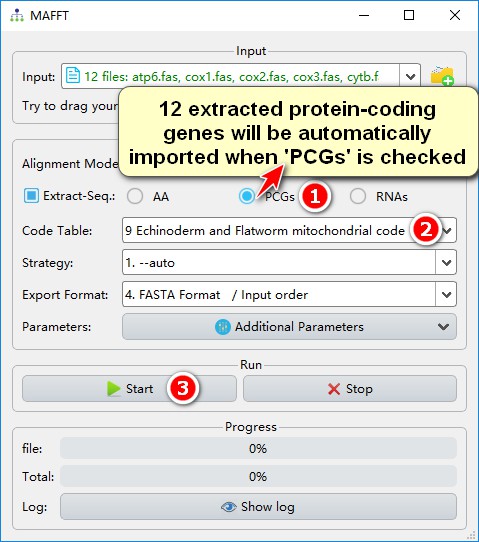 MAFFT
Input
Input: 12 files: atp6.fas, cox1.fas, cox2.fas, cox3.fas, cytb.f
Try to drag your
12 extracted protein-coding
genes will be automatically
imported when 'PCGs' is checked
Alignment Mode
Extract-Seq.: AA PCGs 1 RNAs
Code Table: 9 Echinoderm and Flatworm mitochondrial code 2
Strategy: 1. --auto
Export Format: 4. FASTA Format / Input order
Parameters: Additional Parameters
Run
Start 3 Stop
Progress
file: 0%
Total: 0%
Log: Show log